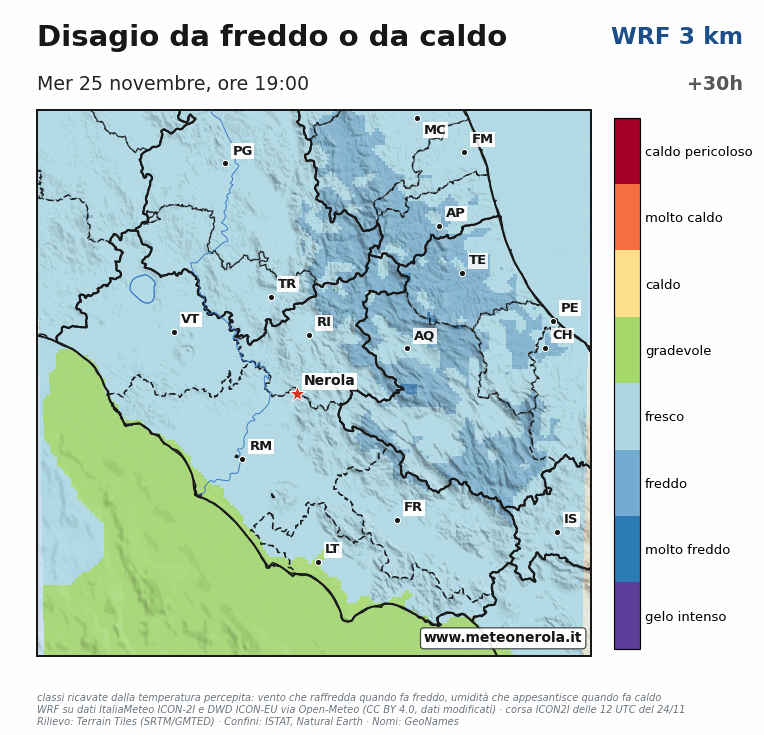 Disagio da freddo o da caldo
WRF 3 km
Mer 25 novembre, ore 19:00
+30h
MC
FM
PG
AP
TE
TR
PE
VT
RI
AQ
CH
Nerola
RM
FR
IS
LT
www.meteonerola.it
caldo pericoloso
molto caldo
caldo
gradevole
fresco
freddo
molto freddo
gelo intenso
classi ricavate dalla temperatura percepita: vento che raffredda quando fa freddo, umidità che appesantisce quando fa caldo
WRF su dati ItaliaMeteo ICON-2I e DWD ICON-EU via Open-Meteo (CC BY 4.0, dati modificati) · corsa ICON2I delle 12 UTC del 24/11
Rilievo: Terrain Tiles (SRTM/GMTED) · Confini: ISTAT, Natural Earth · Nomi: GeoNames